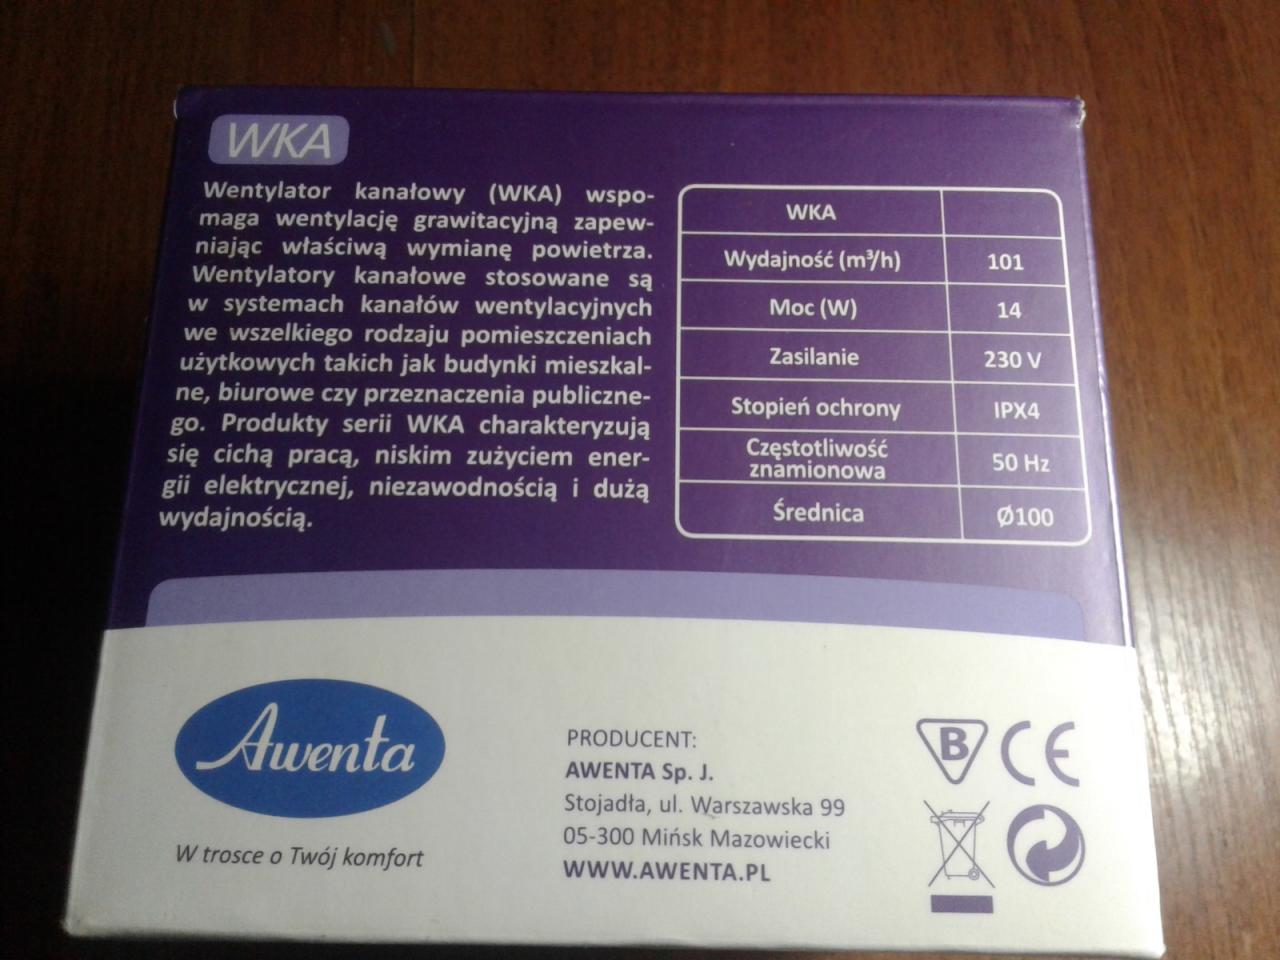 WKA
Wentylator kanałowy (WKA) wspo-
maga wentylację grawitacyjną zapew-
niając właściwą wymianę powietrza.
Wentylatory kanałowe stosowane są
w systemach kanałów wentylacyjnych
we wszelkiego rodzaju pomieszczeniach
użytkowych takich jak budynki mieszkal-
ne, biurowe czy przeznaczenia publiczne-
go. Produkty serii WKA charakteryzują
się cichą pracą, niskim zużyciem ener-
gii elektrycznej, niezawodnością i dużą
wydajnością.
WKA
Wydajność (m³/h) 101
Moc (W) 14
Zasilanie 230 V
Stopień ochrony IPX4
Częstotliwość
znamionowa 50 Hz
Średnica Ø100
Awenta
W trosce o Twój komfort
PRODUCENT:
AWENTA Sp. J.
Stojadła, ul. Warszawska 99
05-300 Mińsk Mazowiecki
WWW.AWENTA.PL
B CE